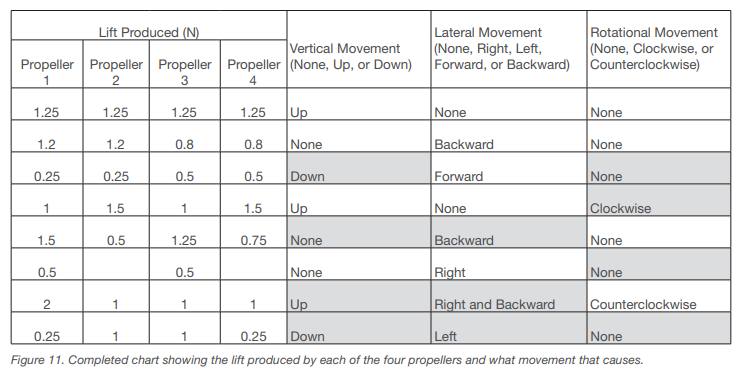 Lift Produced (N)
Vertical Movement
(None, Up, or Down)
Lateral Movement
(None, Right, Left,
Forward, or Backward)
Rotational Movement
(None, Clockwise, or
Counterclockwise)
Propeller
1
Propeller
2
Propeller
3
Propeller
4
1.25 1.25 1.25 1.25 Up None None
1.2 1.2 0.8 0.8 None Backward None
0.25 0.25 0.5 0.5 Down Forward None
1 1.5 1 1.5 Up None Clockwise
1.5 0.5 1.25 0.75 None Backward None
0.5 0.5 None Right None
2 1 1 1 Up Right and Backward Counterclockwise
0.25 1 1 0.25 Down Left None
Figure 11. Completed chart showing the lift produced by each of the four propellers and what movement that causes.